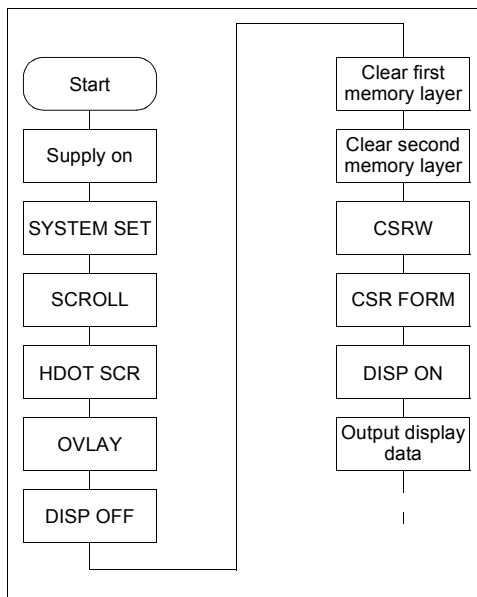 Start
Supply on
SYSTEM SET
SCROLL
HDOT SCR
OVLAY
DISP OFF
Clear first
memory layer
Clear second
memory layer
CSRW
CSR FORM
DISP ON
Output display
data